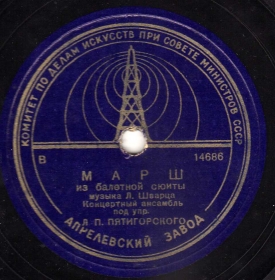 КОМИТЕТ ПО ДЕЛАМ ИСКУССТВ ПРИ СОВЕТЕ МИНИСТРОВ СССР
В 14686
МАРШ
из балетной сюиты
музыка Л. Шварца
Концертный ансамбль
под упр.
В. П. ПЯТИГОРСКОГО
АПРЕЛЕВСКИЙ ЗАВОД